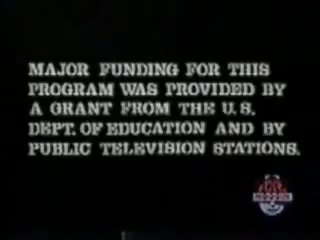 MAJOR FUNDING FOR THIS
PROGRAM WAS PROVIDED BY
A GRANT FROM THE U.S.
DEPT. OF EDUCATION AND BY
PUBLIC TELEVISION STATIONS.